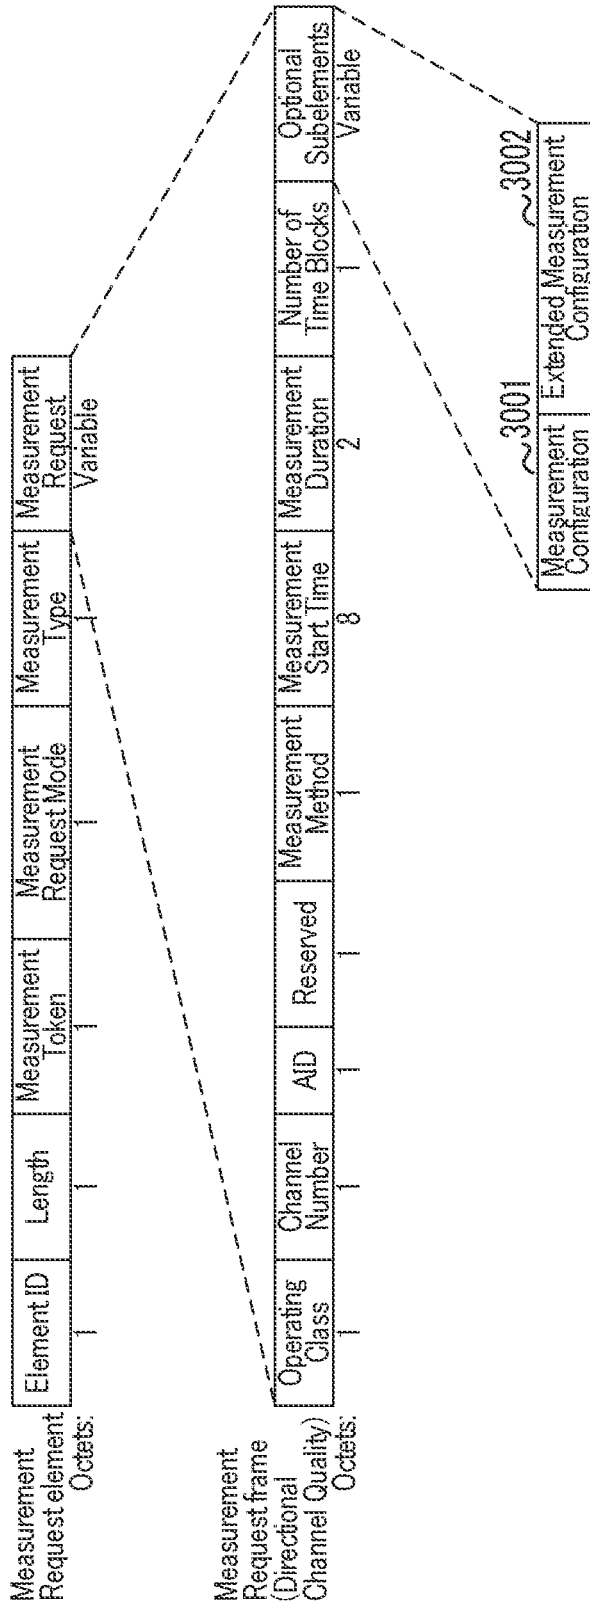 Measurement
Request element
Element ID
Length
Measurement
Token
Measurement
Request Mode
Measurement
Type
Measurement
Request
Octets:
1
1
1
1
1
Variable
Measurement
Request frame
(Directional
Channel Quality)
Operating
Class
Channel
Number
AID
Reserved
Measurement
Method
Measurement
Start Time
Measurement
Duration
Number of
Time Blocks
Optional
Subelements
Octets:
1
1
1
1
1
8
2
1
Variable
3001
3002
Measurement
Configuration
Extended Measurement
Configuration